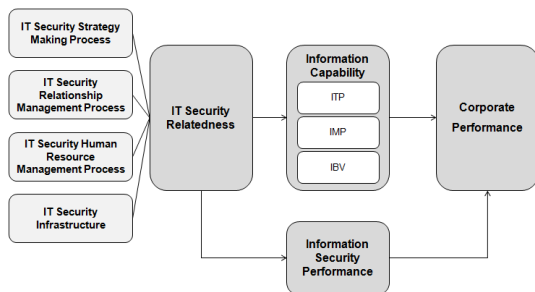 IT Security Strategy
Making Process
IT Security
Relationship
Management Process
IT Security Human
Resource
Management Process
IT Security
Infrastructure
IT Security
Relatedness
Information
Capability
ITP
IMP
IBV
Information
Security
Performance
Corporate
Performance